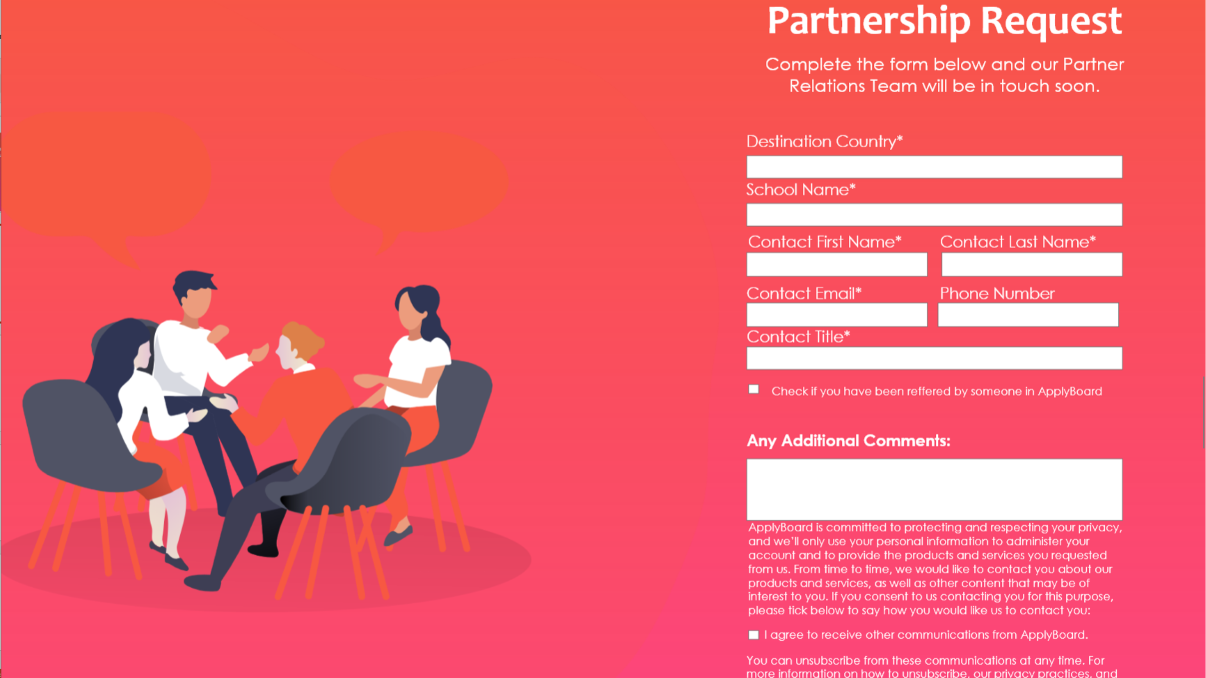 Partnership Request
Complete the form below and our Partner
Relations Team will be in touch soon.
Destination Country*
School Name*
Contact First Name* Contact Last Name*
Contact Email* Phone Number
Contact Title*
Check if you have been reffered by someone in ApplyBoard
Any Additional Comments:
ApplyBoard is committed to protecting and respecting your privacy,
and we'll only use your personal information to administer your
account and to provide the products and services you requested
from us. From time to time, we would like to contact you about our
products and services, as well as other content that may be of
interest to you. If you consent to us contacting you for this purpose,
please tick below to say how you would like us to contact you:
I agree to receive other communications from ApplyBoard.
You can unsubscribe from these communications at any time. For
more information on how to unsubscribe, our privacy practices, and